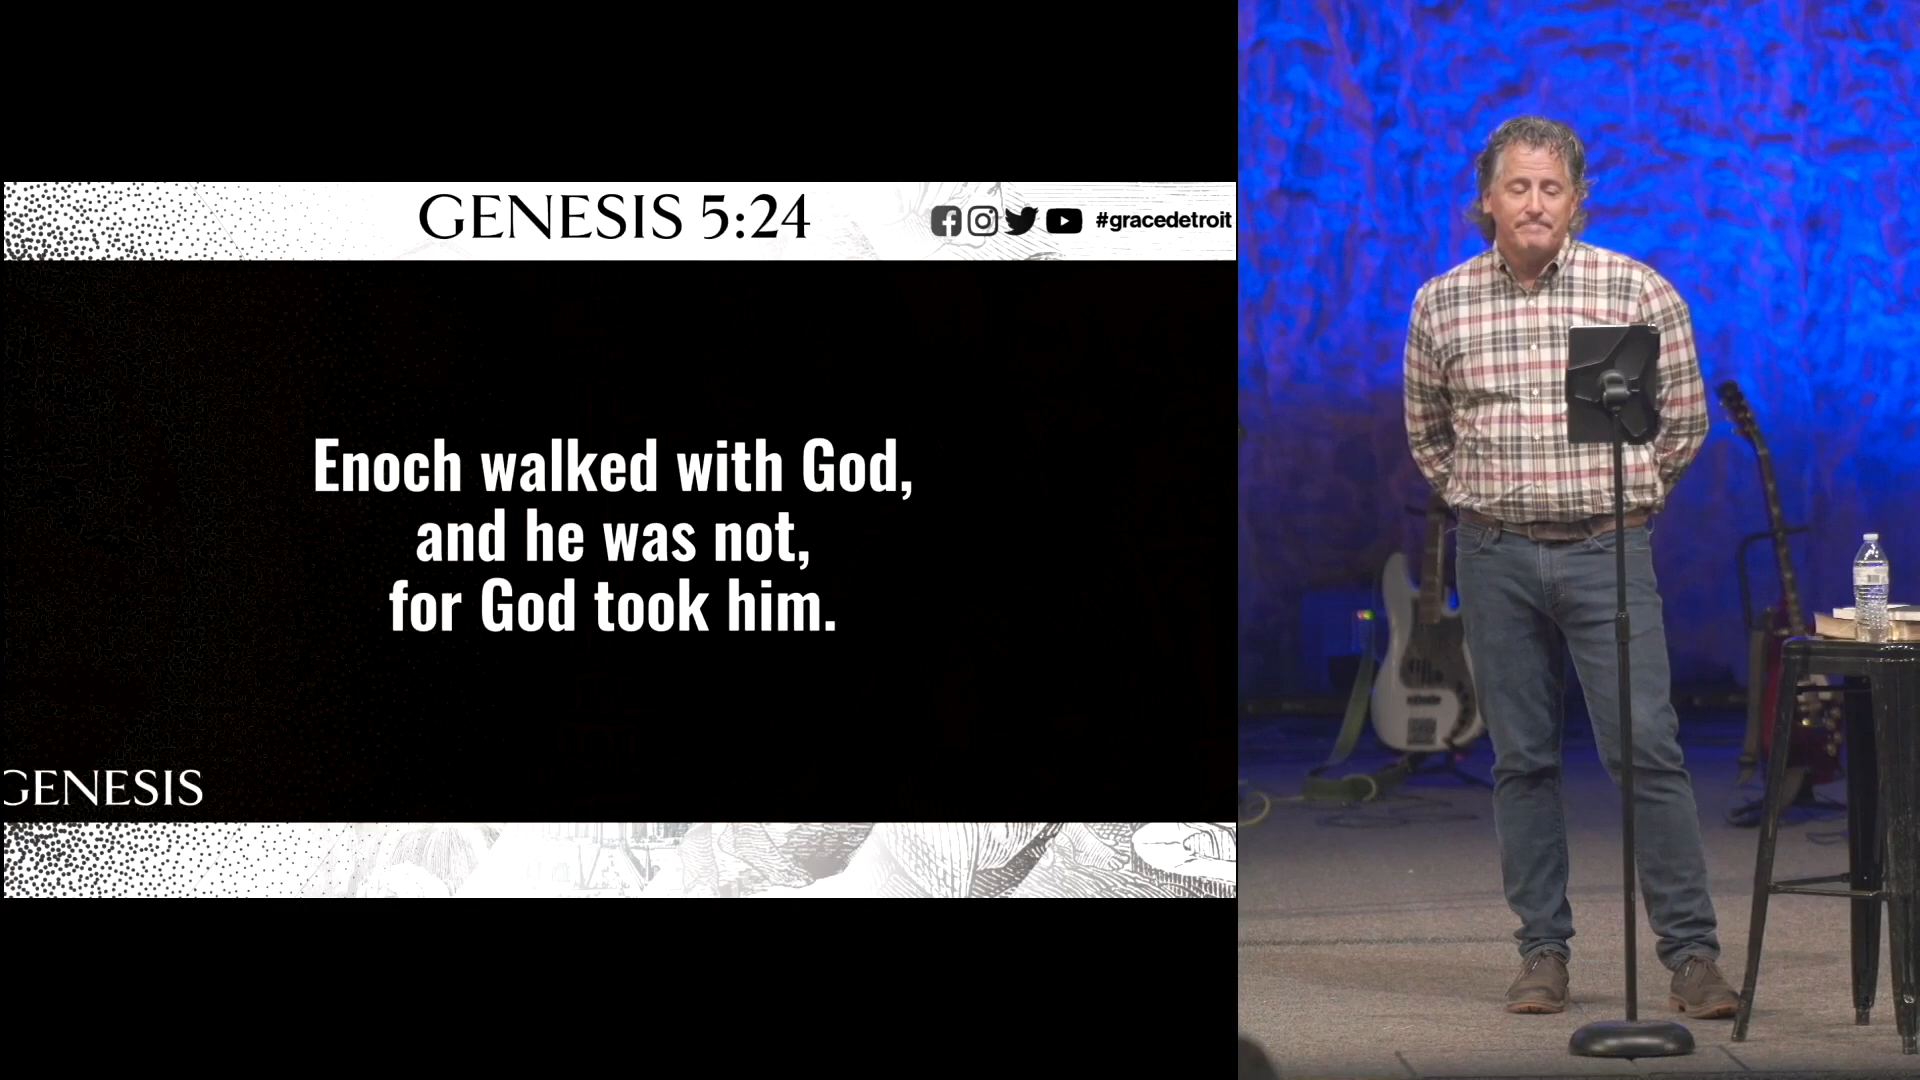 GENESIS 5:24
#gracedetroit
Enoch walked with God,
and he was not,
for God took him.
GENESIS